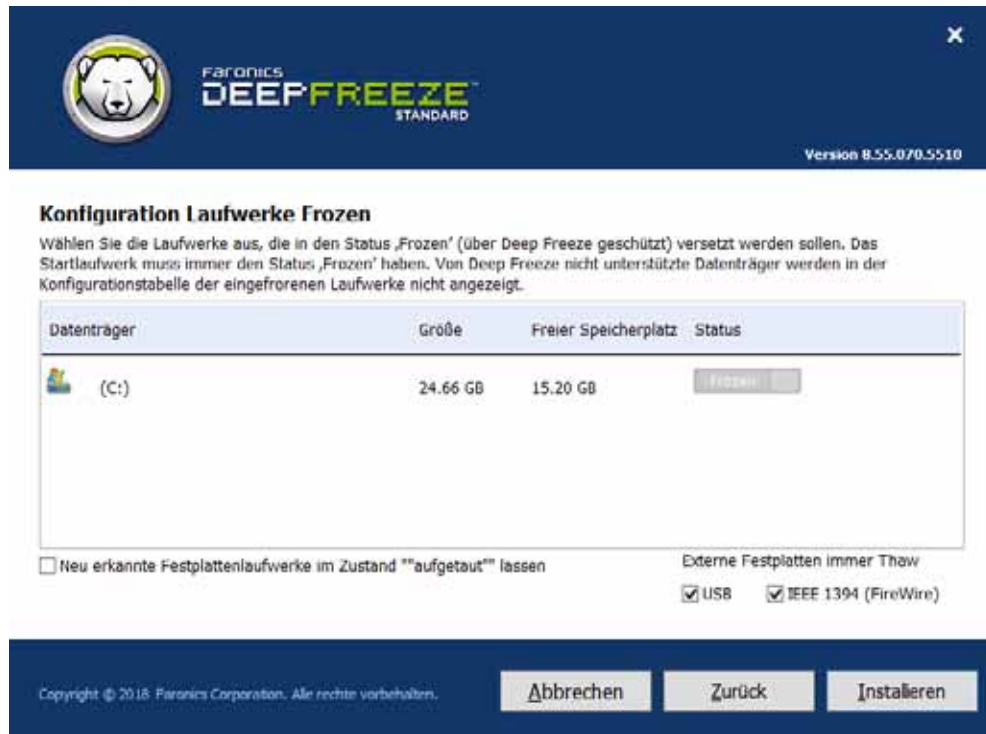 Faronics
DEEPFREEZE™
STANDARD
Version 8.55.070.5510
Konfiguration Laufwerke Frozen
Wählen Sie die Laufwerke aus, die in den Status ‚Frozen’ (über Deep Freeze geschützt) versetzt werden sollen. Das
Startlaufwerk muss immer den Status ‚Frozen’ haben. Von Deep Freeze nicht unterstützte Datenträger werden in der
Konfigurationstabelle der eingefrorenen Laufwerke nicht angezeigt.
Datenträger Größe Freier Speicherplatz Status
(C:) 24.66 GB 15.20 GB Frozen
Neu erkannte Festplattenlaufwerke im Zustand ""aufgetaut"" lassen
Externe Festplatten immer Thaw
USB IEEE 1394 (FireWire)
Copyright @ 2018 Faronics Corporation. Alle rechte vorbehalten.
Abbrechen Zurück Installeren